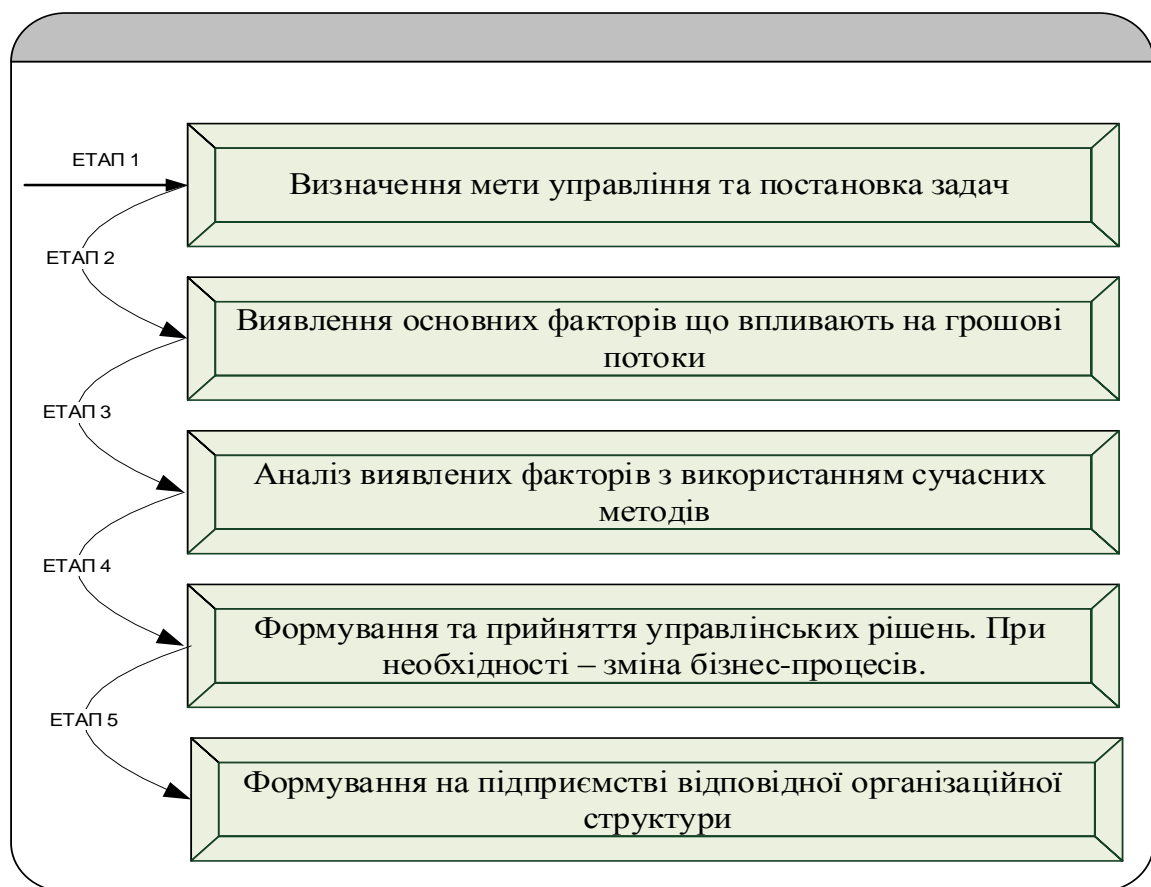 ЕТАП 1
Визначення мети управління та постановка задач
ЕТАП 2
Виявлення основних факторів що впливають на грошові
потоки
ЕТАП 3
Аналіз виявлених факторів з використанням сучасних
методів
ЕТАП 4
Формування та прийняття управлінських рішень. При
необхідності – зміна бізнес-процесів.
ЕТАП 5
Формування на підприємстві відповідної організаційної
структури